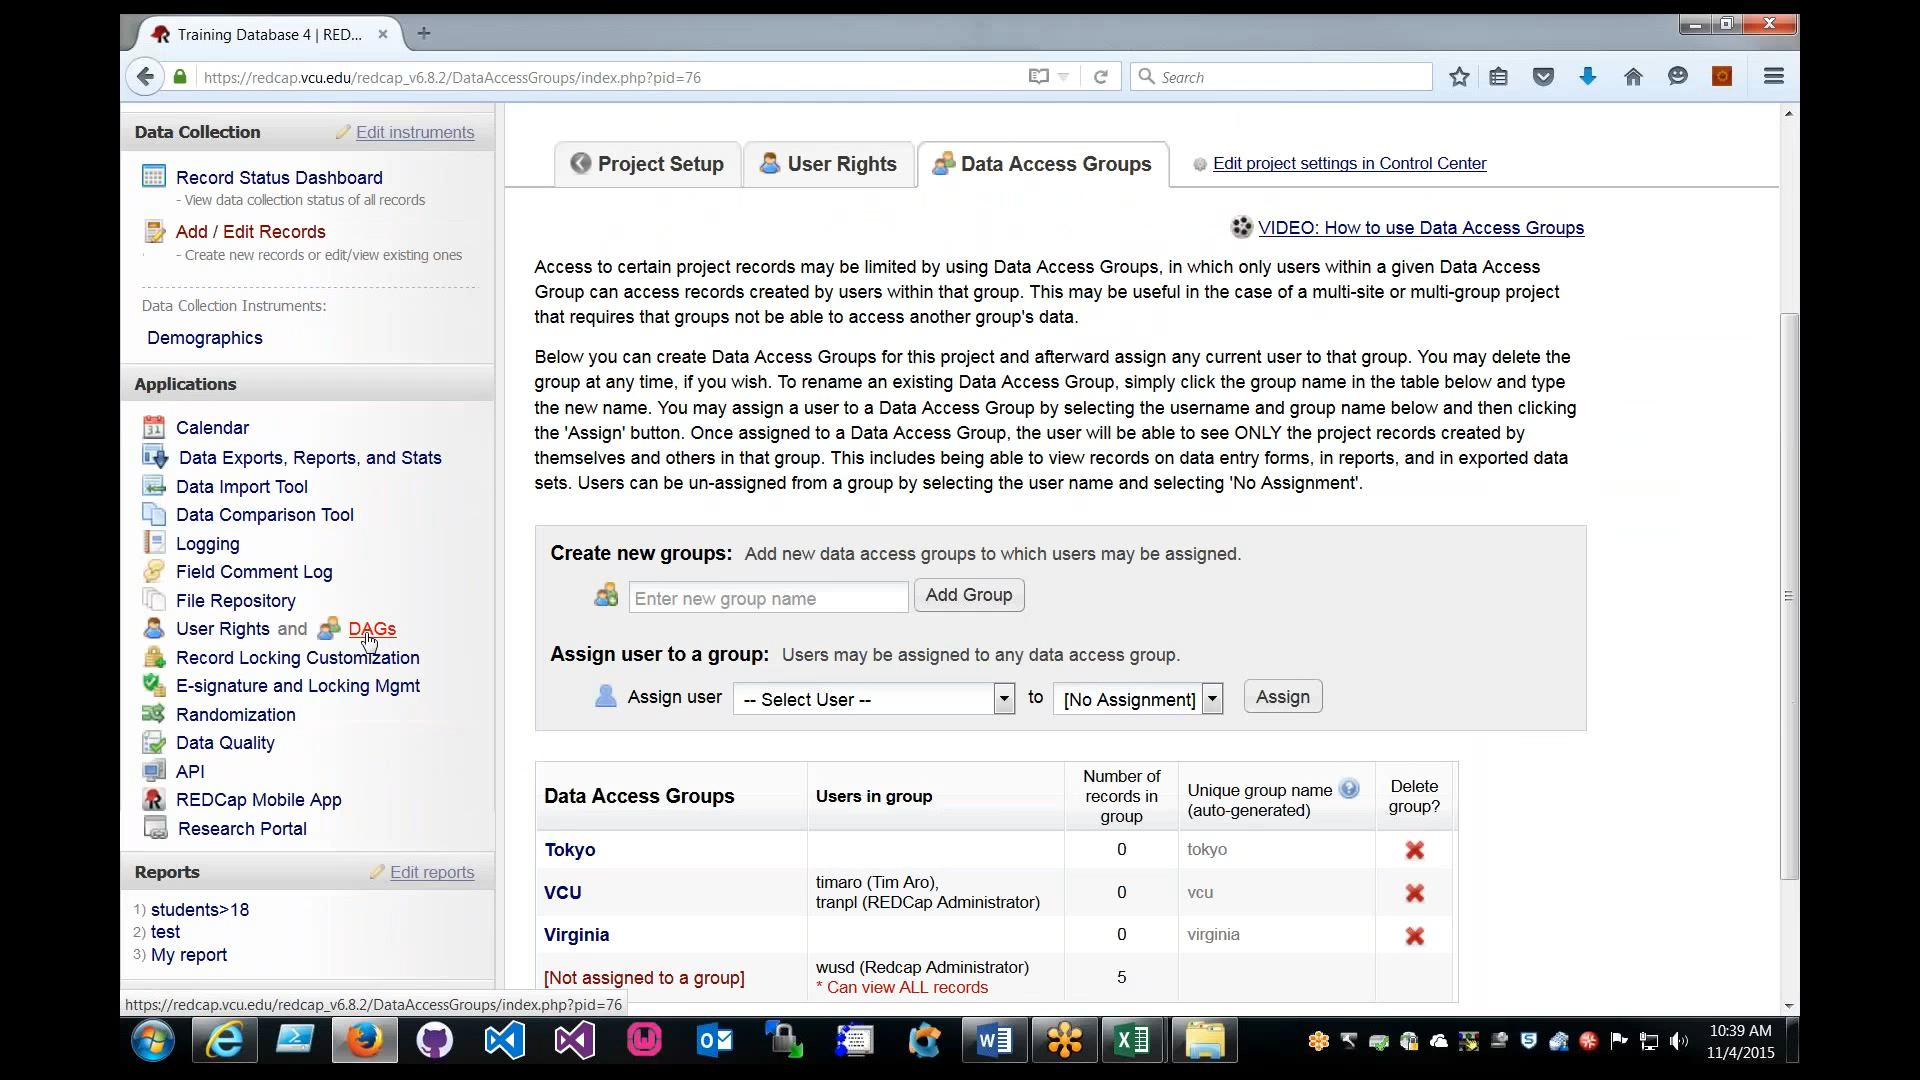 Training Database 4 | RED...
https://redcap.vcu.edu/redcap_v6.8.2/DataAccessGroups/index.php?pid=76
Search
Data Collection
Edit instruments
Record Status Dashboard
- View data collection status of all records
Add / Edit Records
- Create new records or edit/view existing ones
Data Collection Instruments:
Demographics
Applications
Calendar
Data Exports, Reports, and Stats
Data Import Tool
Data Comparison Tool
Logging
Field Comment Log
File Repository
User Rights and DAGs
Record Locking Customization
E-signature and Locking Mgmt
Randomization
Data Quality
API
REDCap Mobile App
Research Portal
Reports
Edit reports
1) students>18
2) test
3) My report
https://redcap.vcu.edu/redcap_v6.8.2/DataAccessGroups/index.php?pid=76
Project Setup
User Rights
Data Access Groups
Edit project settings in Control Center
VIDEO: How to use Data Access Groups
Access to certain project records may be limited by using Data Access Groups, in which only users within a given Data Access
Group can access records created by users within that group. This may be useful in the case of a multi-site or multi-group project
that requires that groups not be able to access another group's data.
Below you can create Data Access Groups for this project and afterward assign any current user to that group. You may delete the
group at any time, if you wish. To rename an existing Data Access Group, simply click the group name in the table below and type
the new name. You may assign a user to a Data Access Group by selecting the username and group name below and then clicking
the 'Assign' button. Once assigned to a Data Access Group, the user will be able to see ONLY the project records created by
themselves and others in that group. This includes being able to view records on data entry forms, in reports, and in exported data
sets. Users can be un-assigned from a group by selecting the user name and selecting 'No Assignment'.
Create new groups: Add new data access groups to which users may be assigned.
Enter new group name
Add Group
Assign user to a group: Users may be assigned to any data access group.
Assign user -- Select User -- to [No Assignment] Assign
Data Access Groups
Users in group
Number of
records in
group
Unique group name
(auto-generated)
Delete
group?
Tokyo 0 tokyo
VCU timaro (Tim Aro),
tranpl (REDCap Administrator) 0 vcu
Virginia 0 virginia
[Not assigned to a group] wusd (Redcap Administrator)
* Can view ALL records 5
10:39 AM
11/4/2015